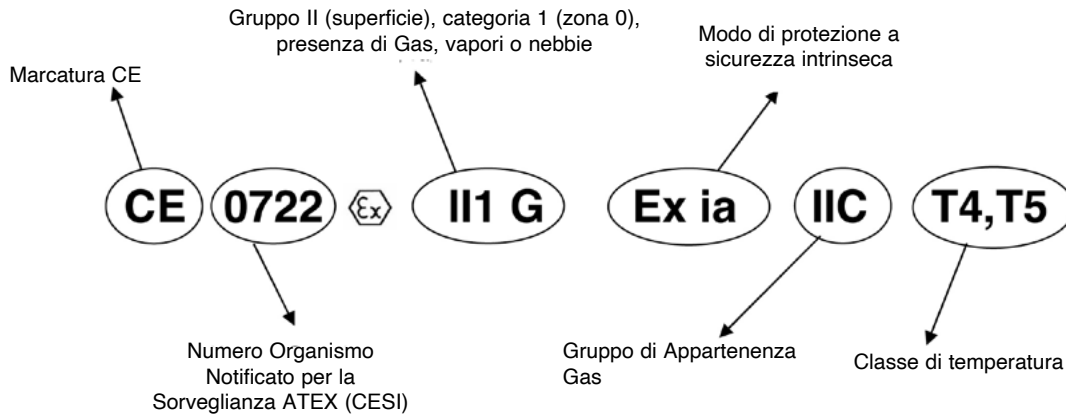 Gruppo II (superficie), categoria 1 (zona 0),
presenza di Gas, vapori o nebbie
Modo di protezione a
sicurezza intrinseca
Marcatura CE
CE 0722 Ex II1 G Ex ia IIC T4,T5
Numero Organismo
Notificato per la
Sorveglianza ATEX (CESI)
Gruppo di Appartenenza
Gas
Classe di temperatura